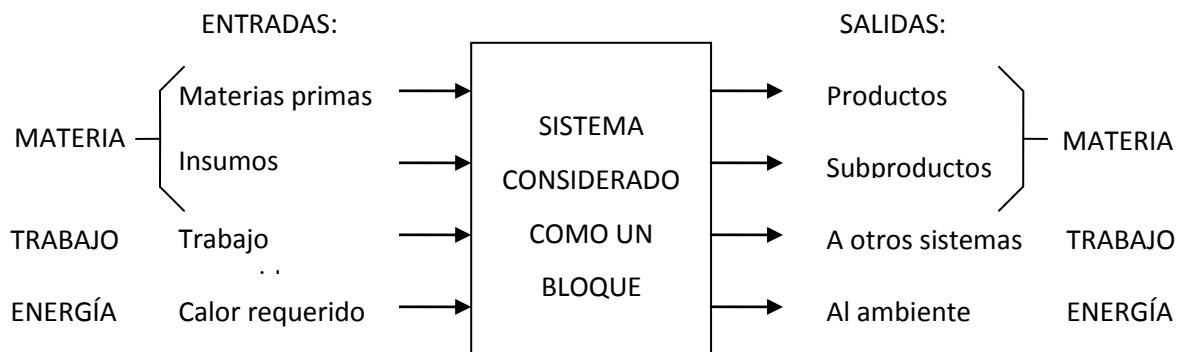 ENTRADAS:
SALIDAS:
MATERIA
Materias primas
Insumos
TRABAJO
Trabajo
ENERGÍA
Calor requerido
SISTEMA
CONSIDERADO
COMO UN
BLOQUE
Productos
Subproductos
MATERIA
A otros sistemas
TRABAJO
Al ambiente
ENERGÍA